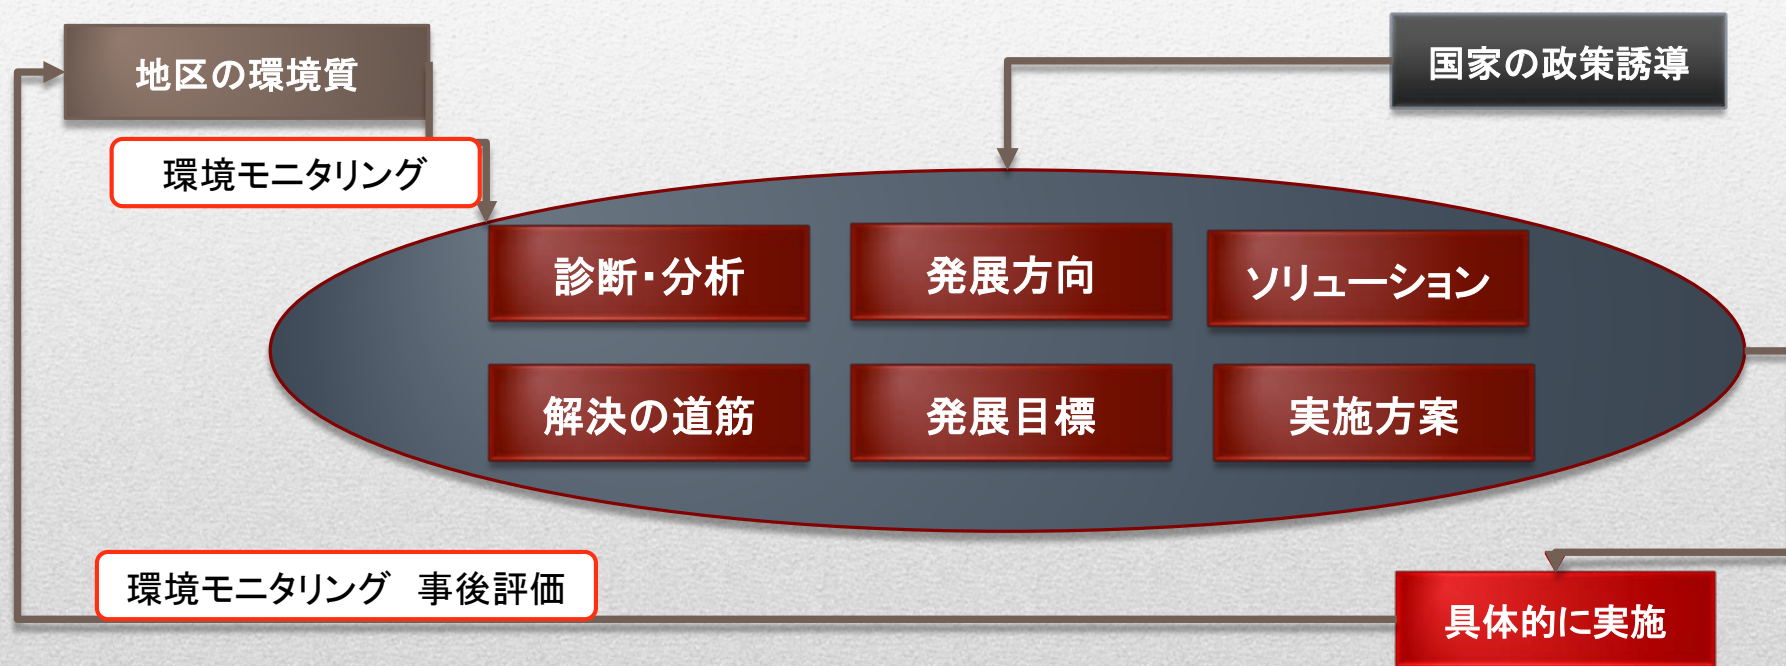 地区の環境質
国家の政策誘導
環境モニタリング
診断・分析
発展方向
ソリューション
解決の道筋
発展目標
実施方案
環境モニタリング　事後評価
具体的に実施